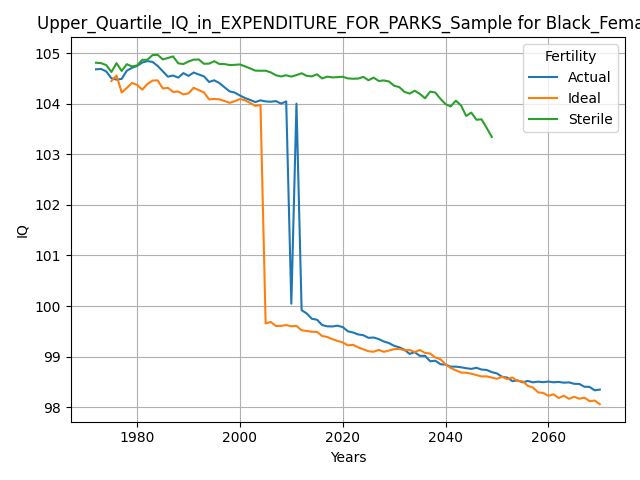 Upper_Quartile_IQ_in_EXPENDITURE_FOR_PARKS_Sample for Black_Fema
105
104
103
102
101
100
99
98
IQ
1980
2000
2020
2040
2060
Years
Fertility
Actual
Ideal
Sterile